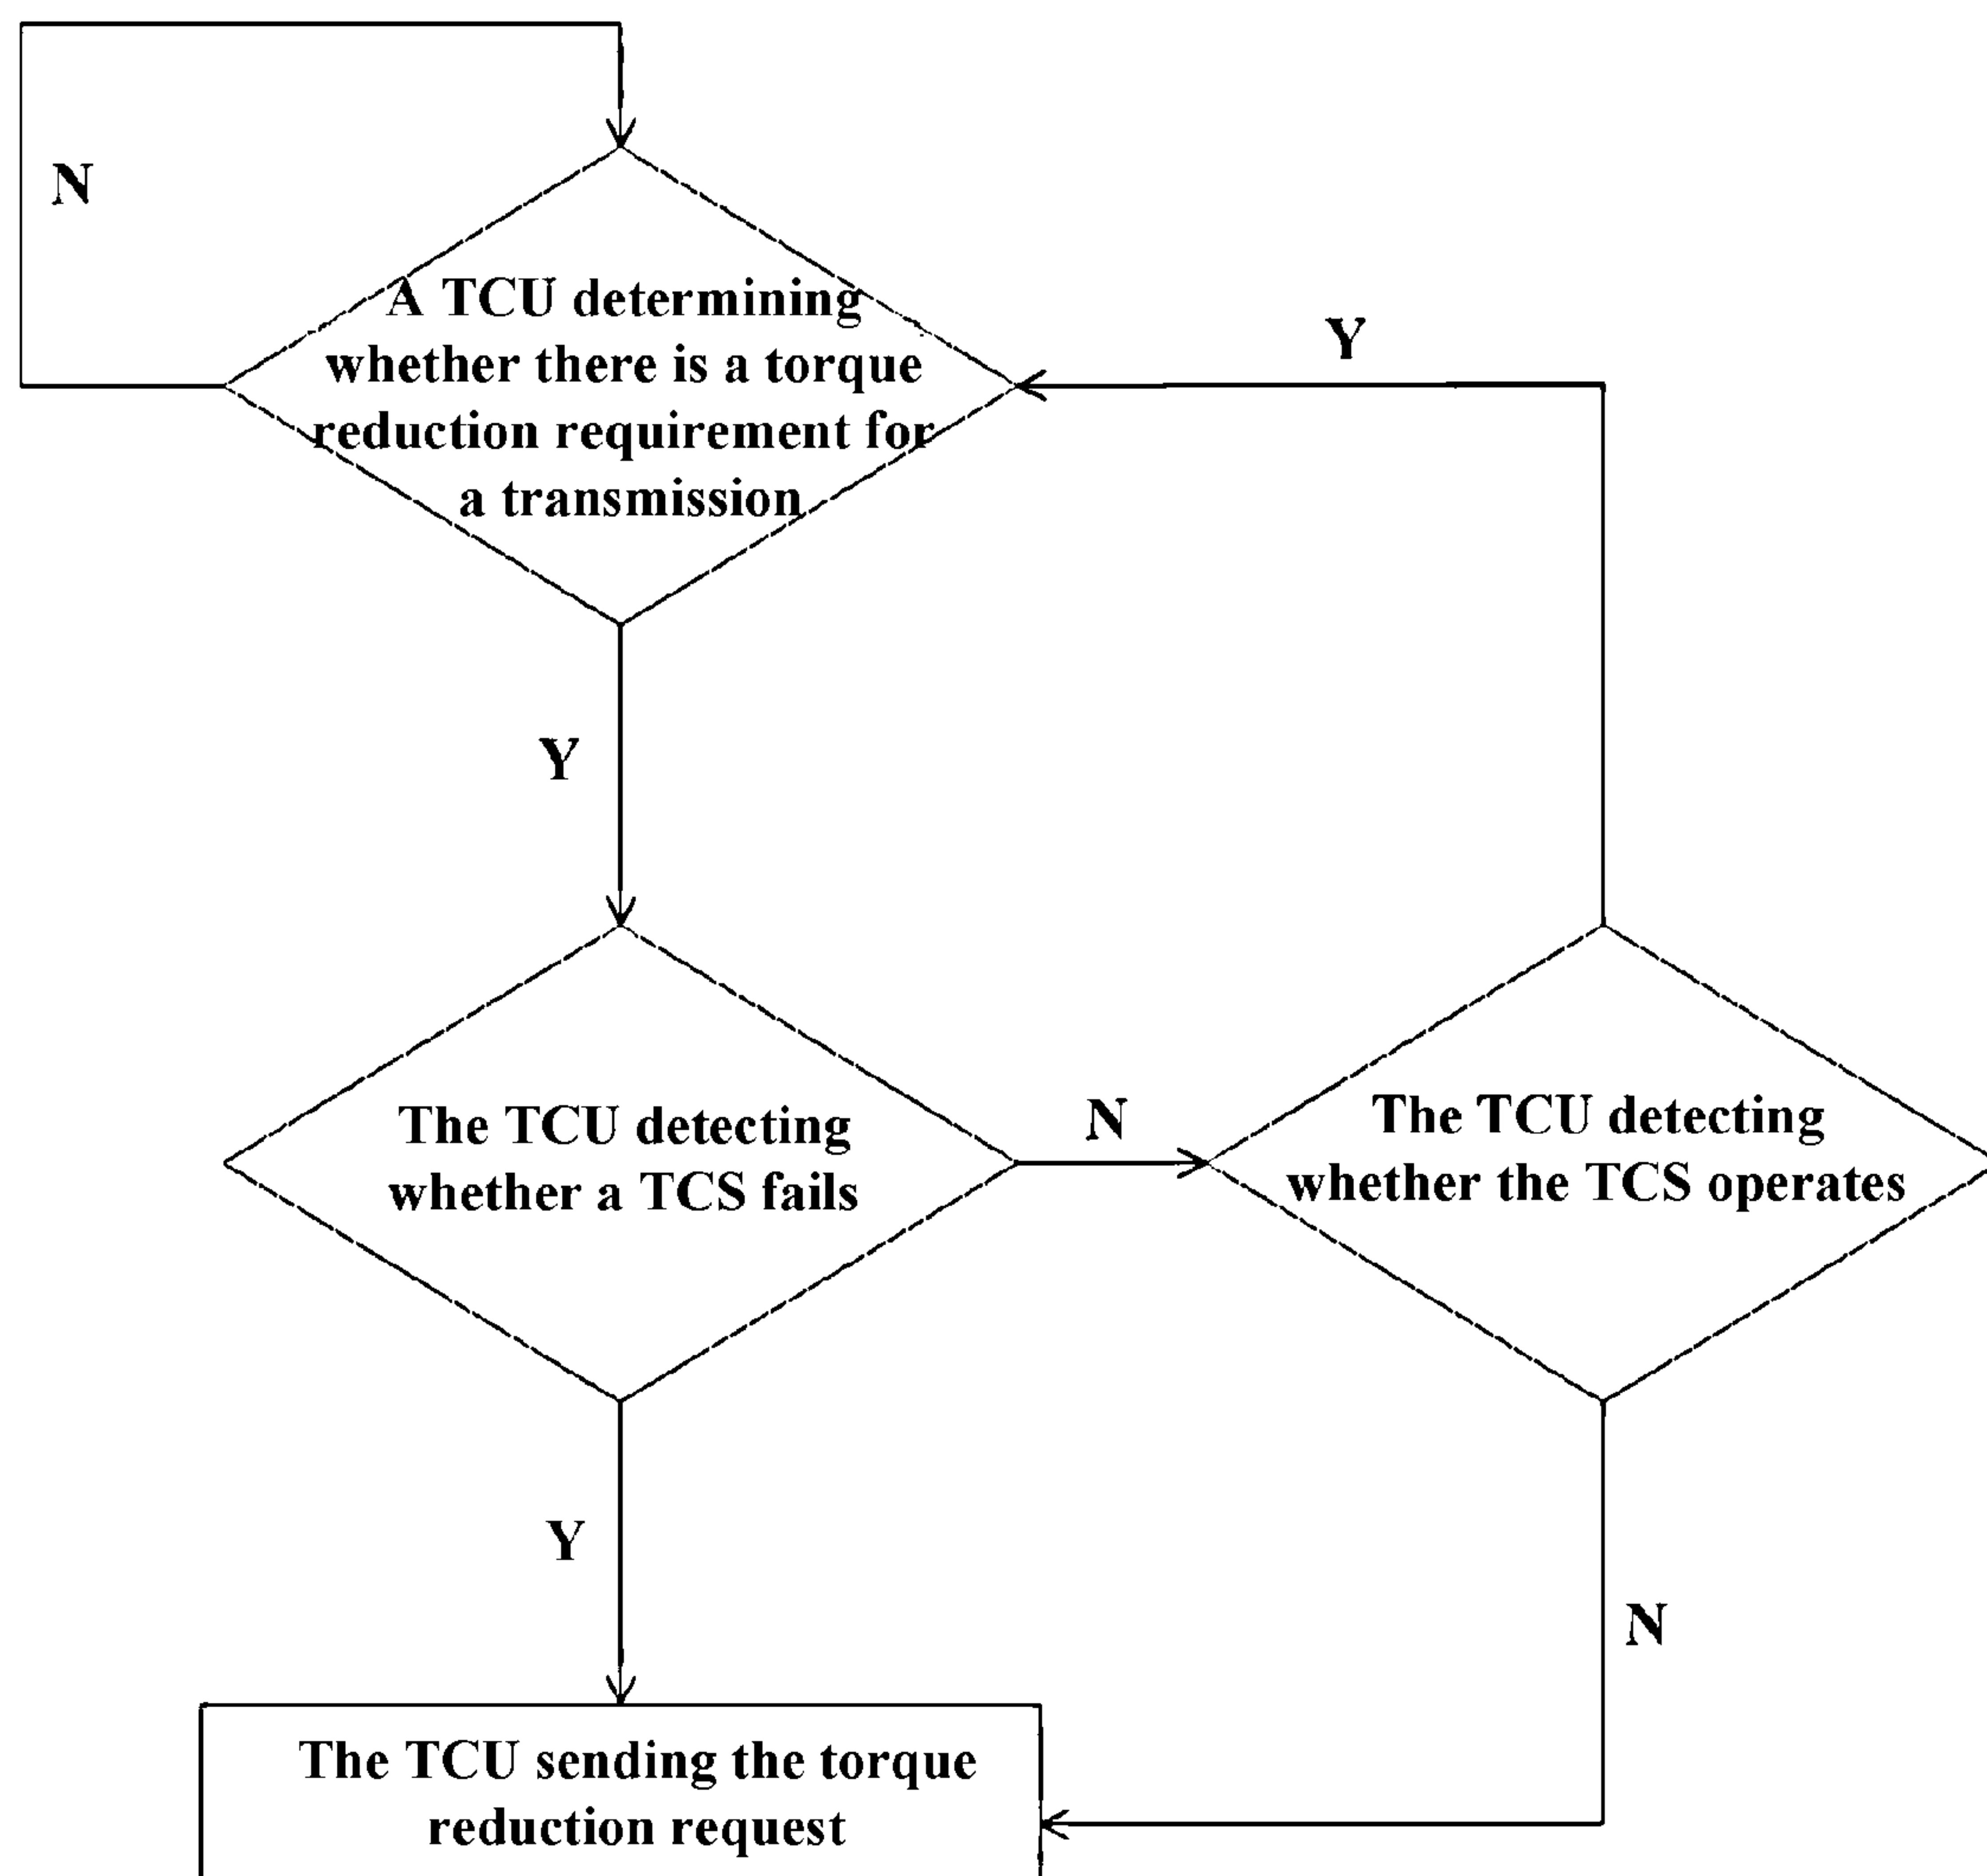 N
A TCU determining
whether there is a torque
reduction requirement for
a transmission
Y
Y
The TCU detecting
whether a TCS fails
N
The TCU detecting
whether the TCS operates
Y
N
The TCU sending the torque
reduction request